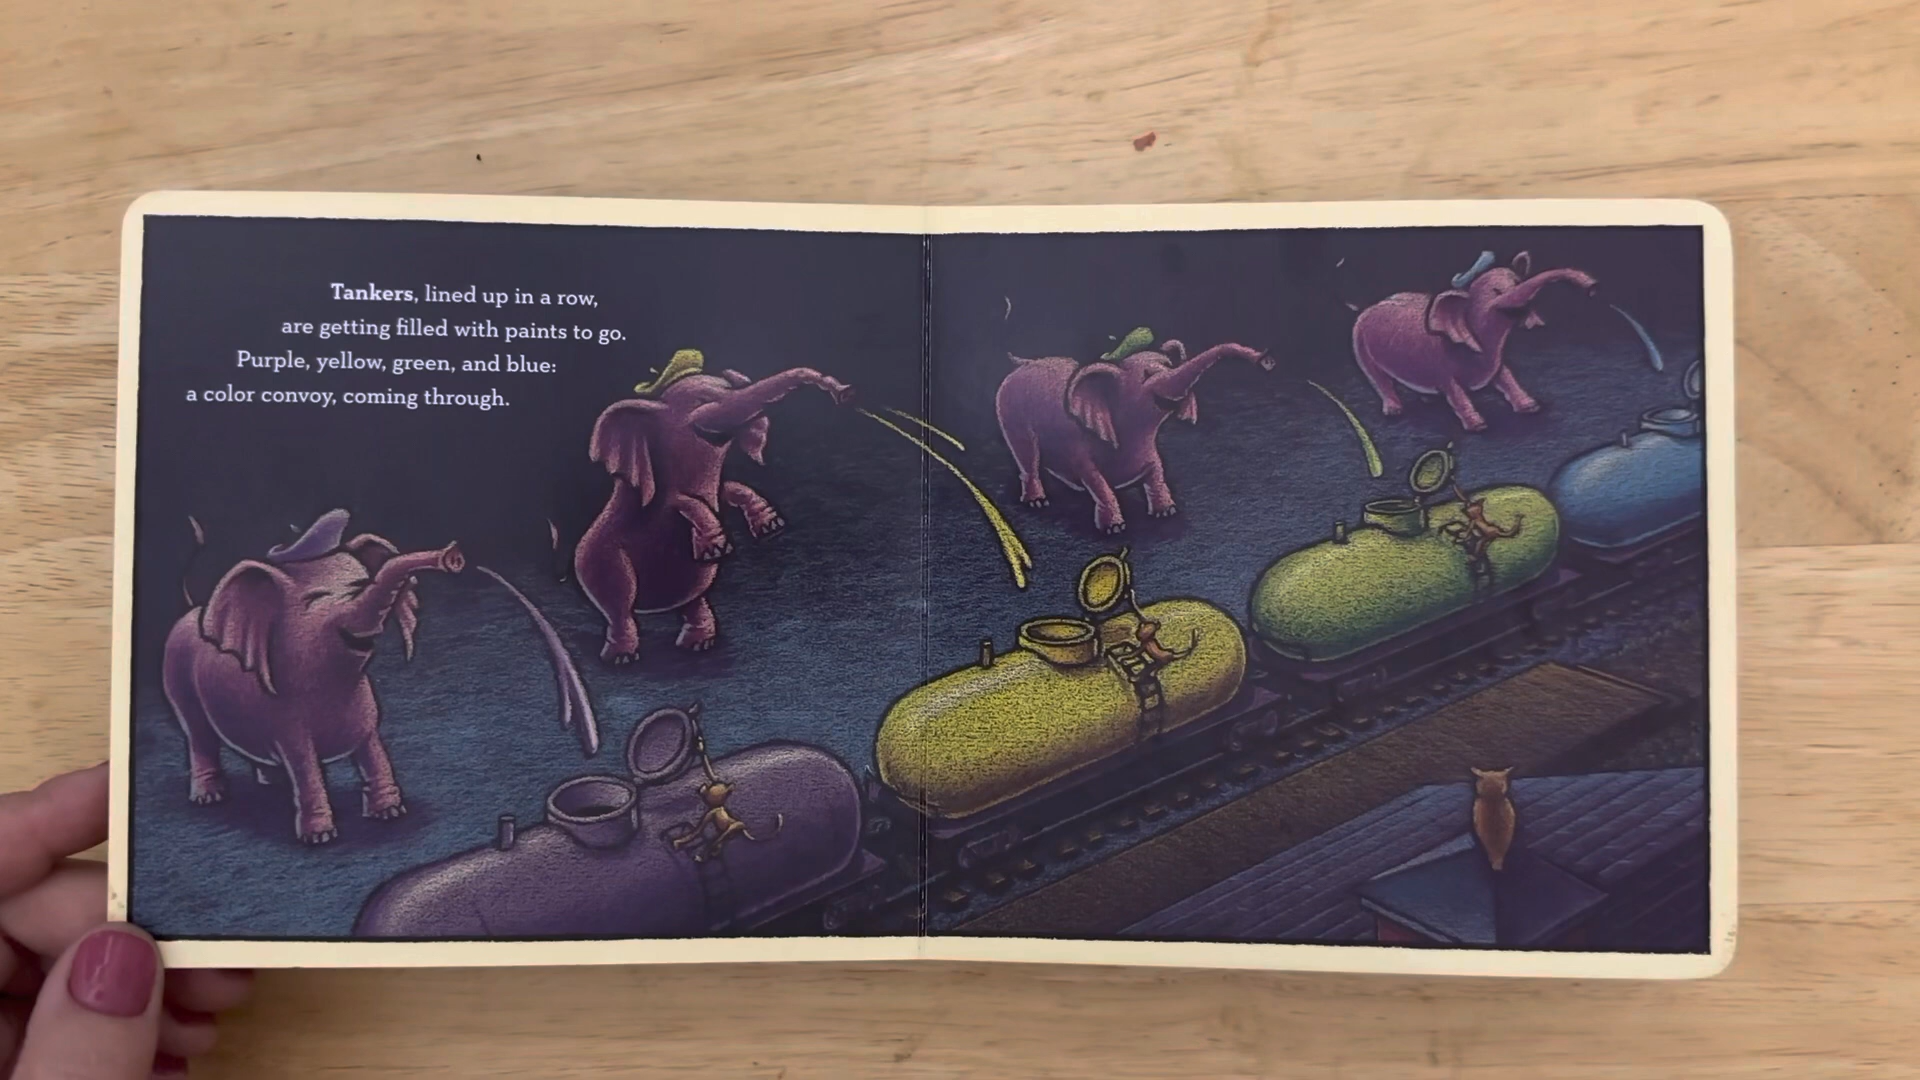 Tankers, lined up in a row,
are getting filled with paints to go.
Purple, yellow, green, and blue:
a color convoy, coming through.